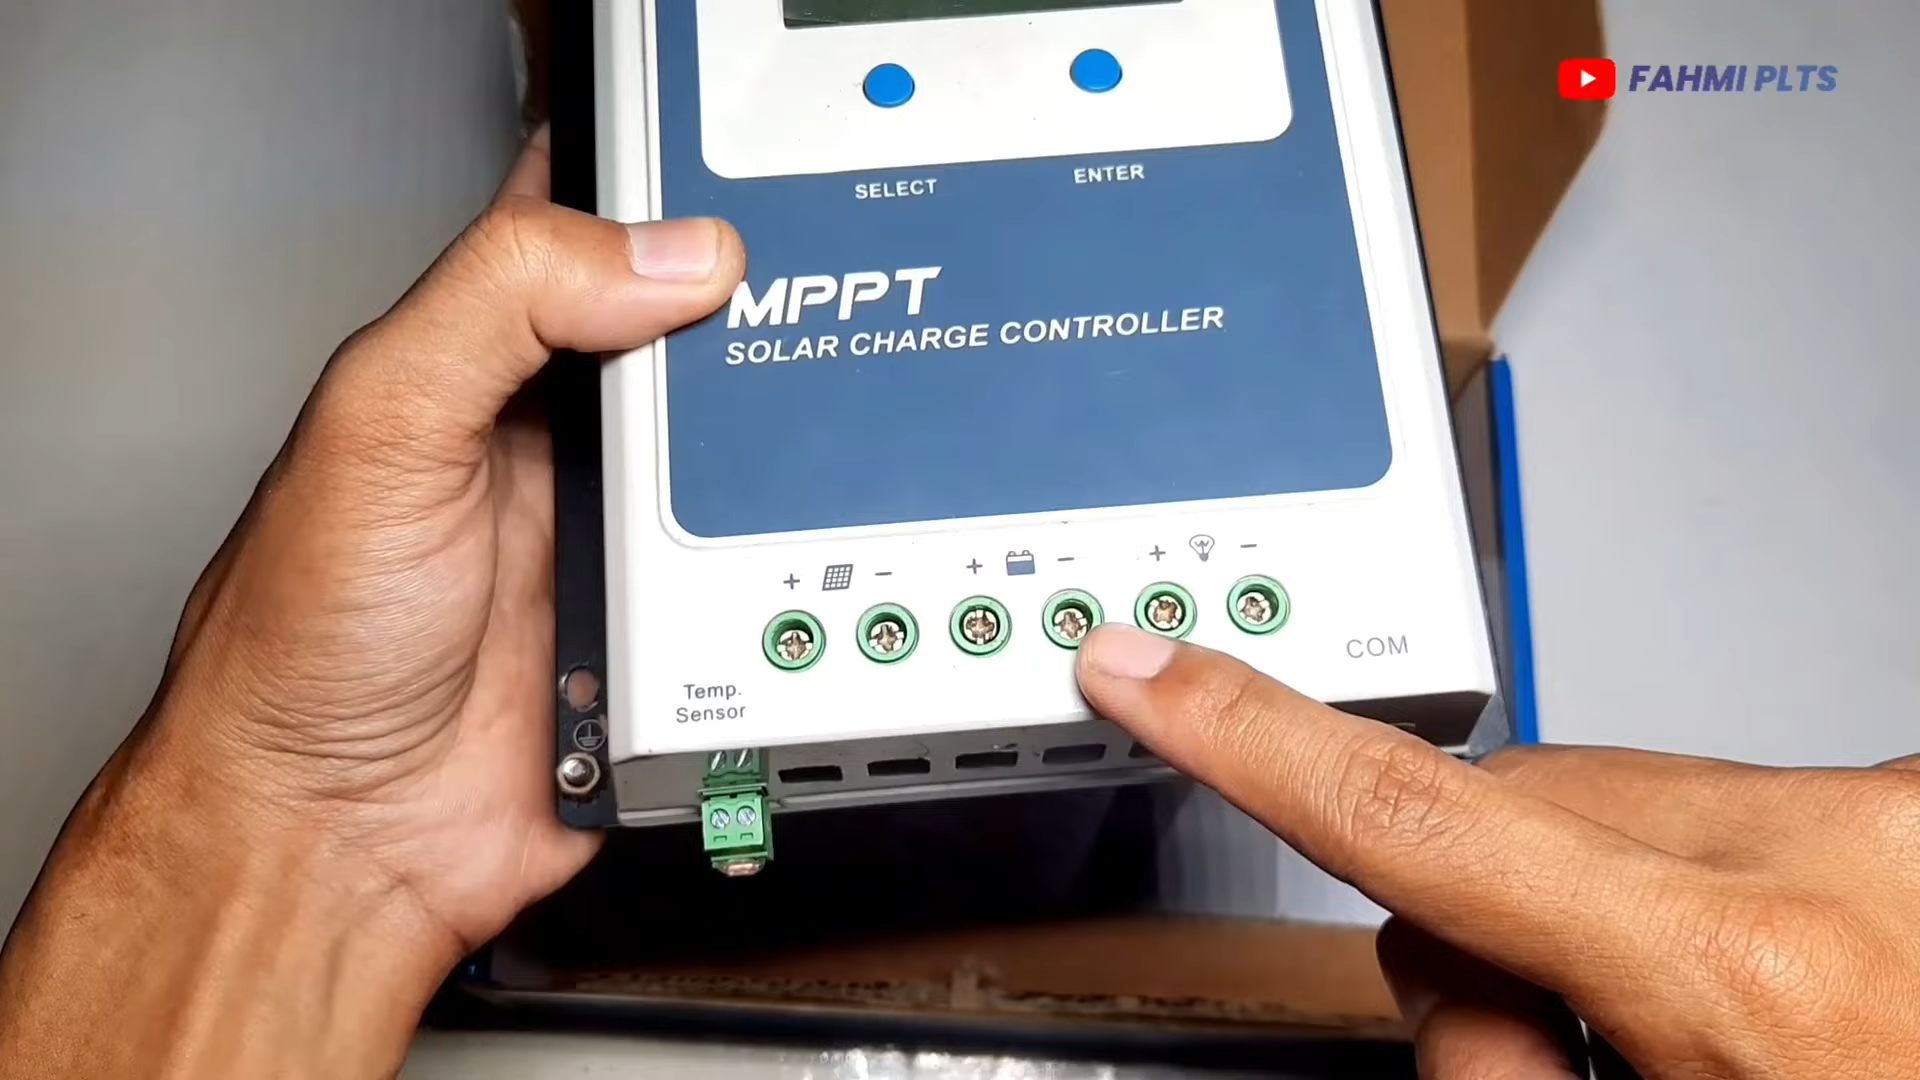 FAHMI PLTS
SELECT ENTER
MPPT
SOLAR CHARGE CONTROLLER
+ - + - + -
COM
Temp.
Sensor